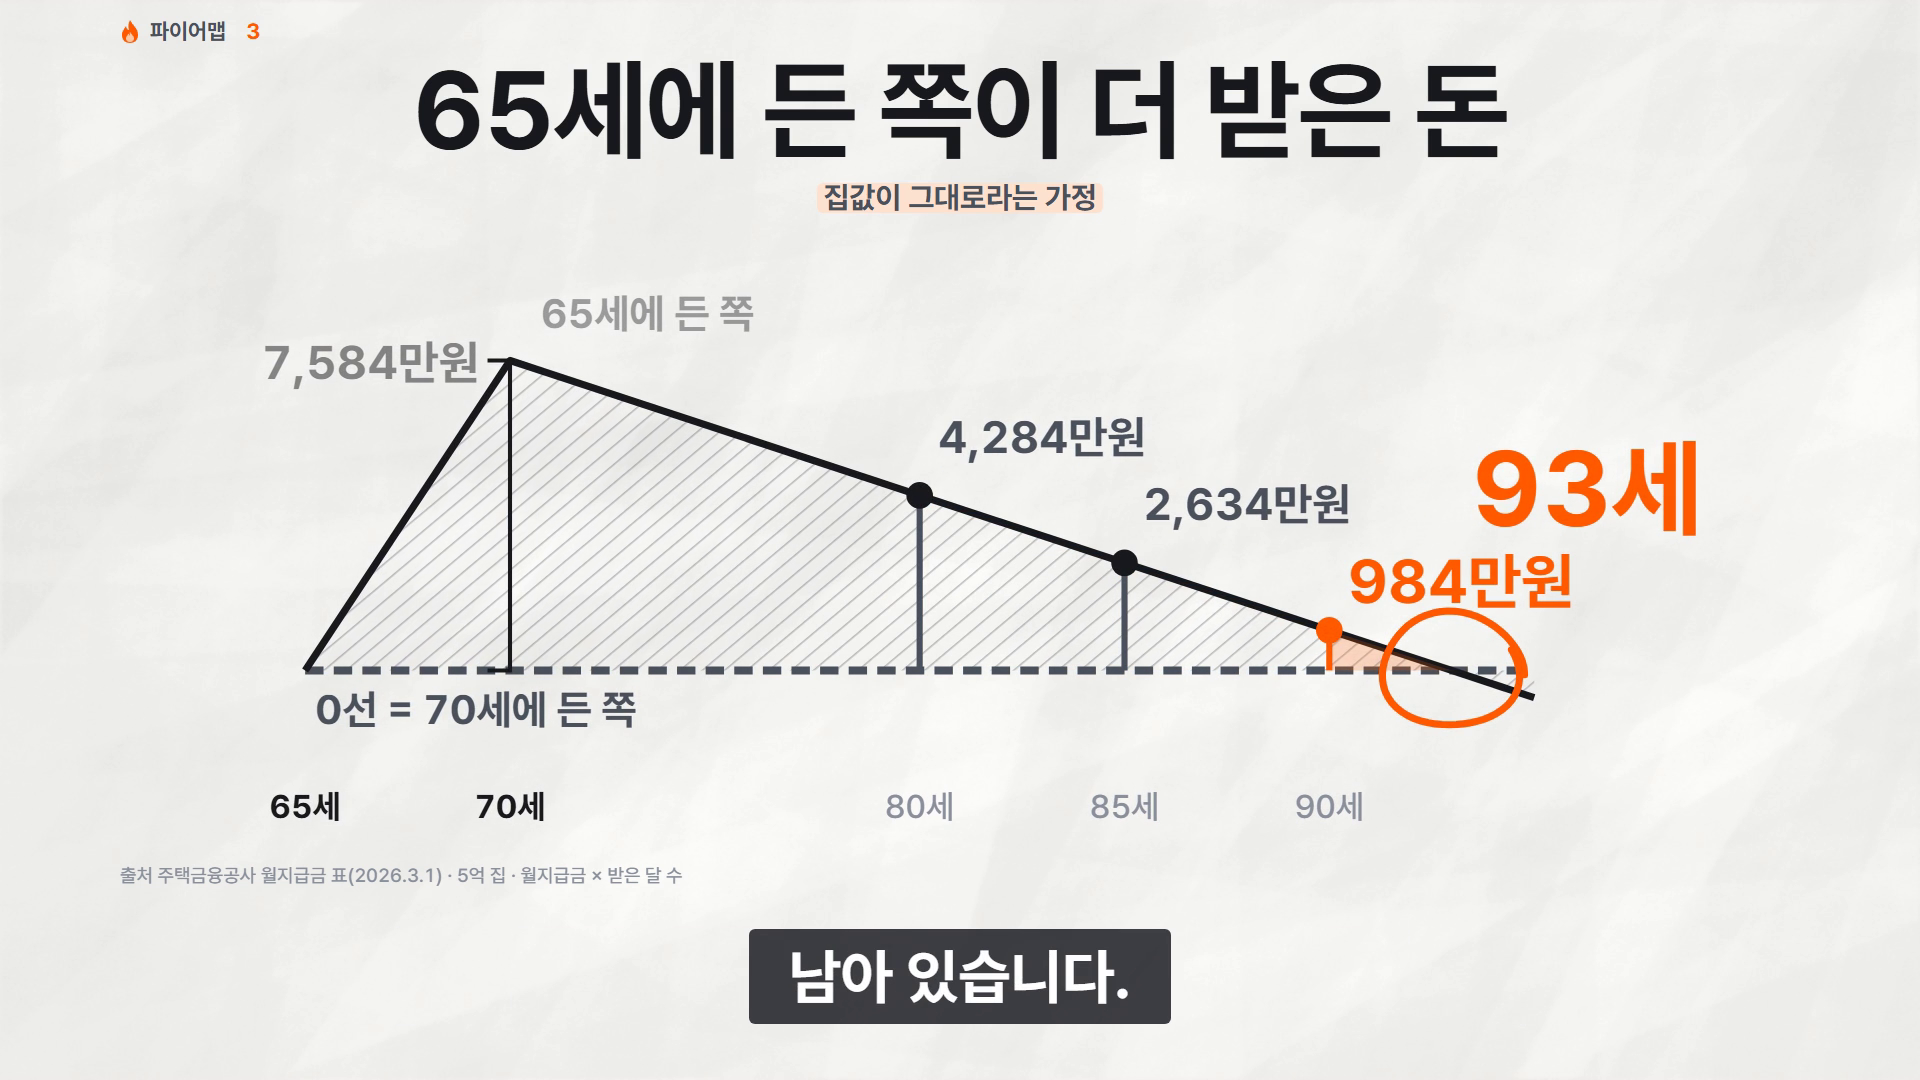 파이어맵 3
65세에 든 쪽이 더 받은 돈
집값이 그대로라는 가정
65세에 든 쪽
7,584만원
4,284만원
2,634만원
93세
984만원
0선 = 70세에 든 쪽
65세 70세 80세 85세 90세
출처 주택금융공사 월지급금 표(2026.3.1) · 5억 집 · 월지급금 × 받은 달 수
남아 있습니다.